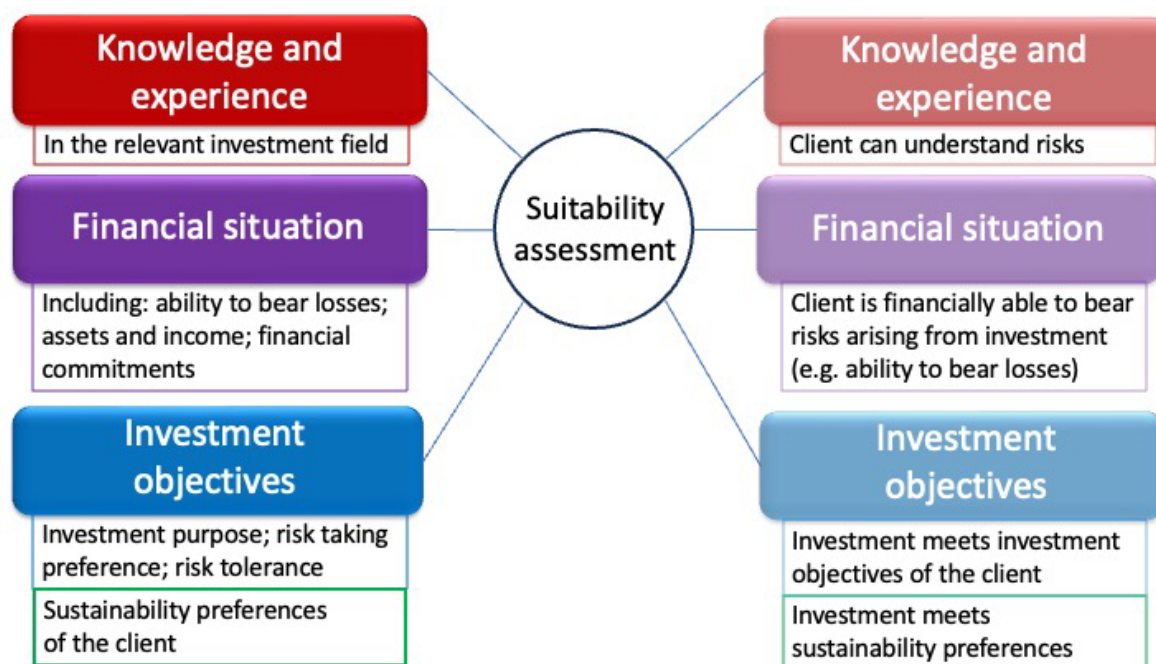 Knowledge and
experience
In the relevant investment field
Financial situation
Including: ability to bear losses;
assets and income; financial
commitments
Investment
objectives
Investment purpose; risk taking
preference; risk tolerance
Sustainability preferences
of the client
Suitability
assessment
Knowledge and
experience
Client can understand risks
Financial situation
Client is financially able to bear
risks arising from investment
(e.g. ability to bear losses)
Investment
objectives
Investment meets investment
objectives of the client
Investment meets
sustainability preferences